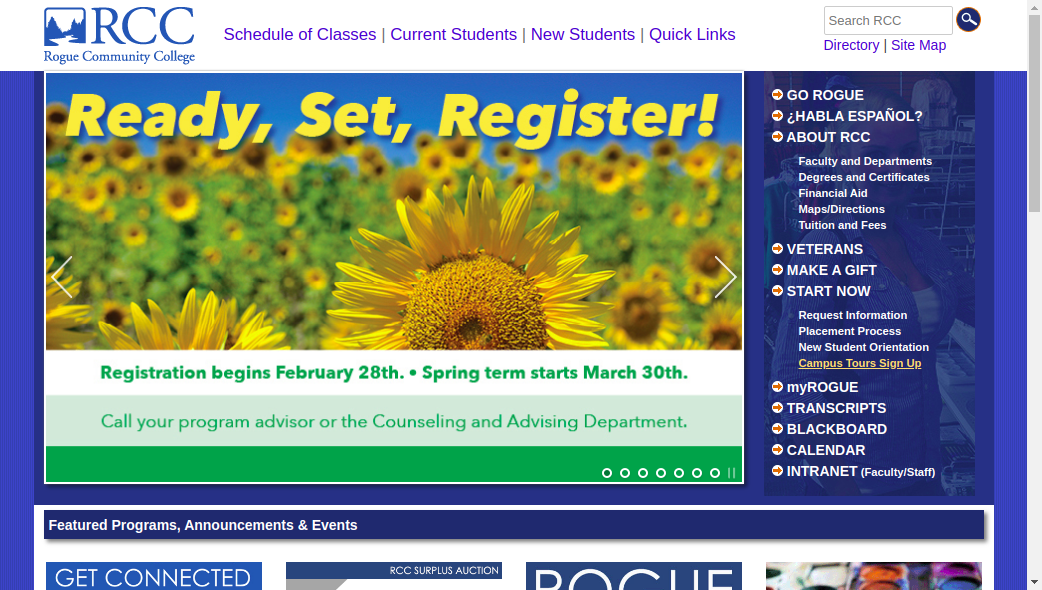 RCC
Rogue Community College
Schedule of Classes | Current Students | New Students | Quick Links
Search RCC
Directory | Site Map
Ready, Set, Register!
Registration begins February 28th. • Spring term starts March 30th.
Call your program advisor or the Counseling and Advising Department.
GO ROGUE
¿HABLA ESPAÑOL?
ABOUT RCC
Faculty and Departments
Degrees and Certificates
Financial Aid
Maps/Directions
Tuition and Fees
VETERANS
MAKE A GIFT
START NOW
Request Information
Placement Process
New Student Orientation
Campus Tours Sign Up
myROGUE
TRANSCRIPTS
BLACKBOARD
CALENDAR
INTRANET (Faculty/Staff)
Featured Programs, Announcements & Events
GET CONNECTED
RCC SURPLUS AUCTION
ROGUE